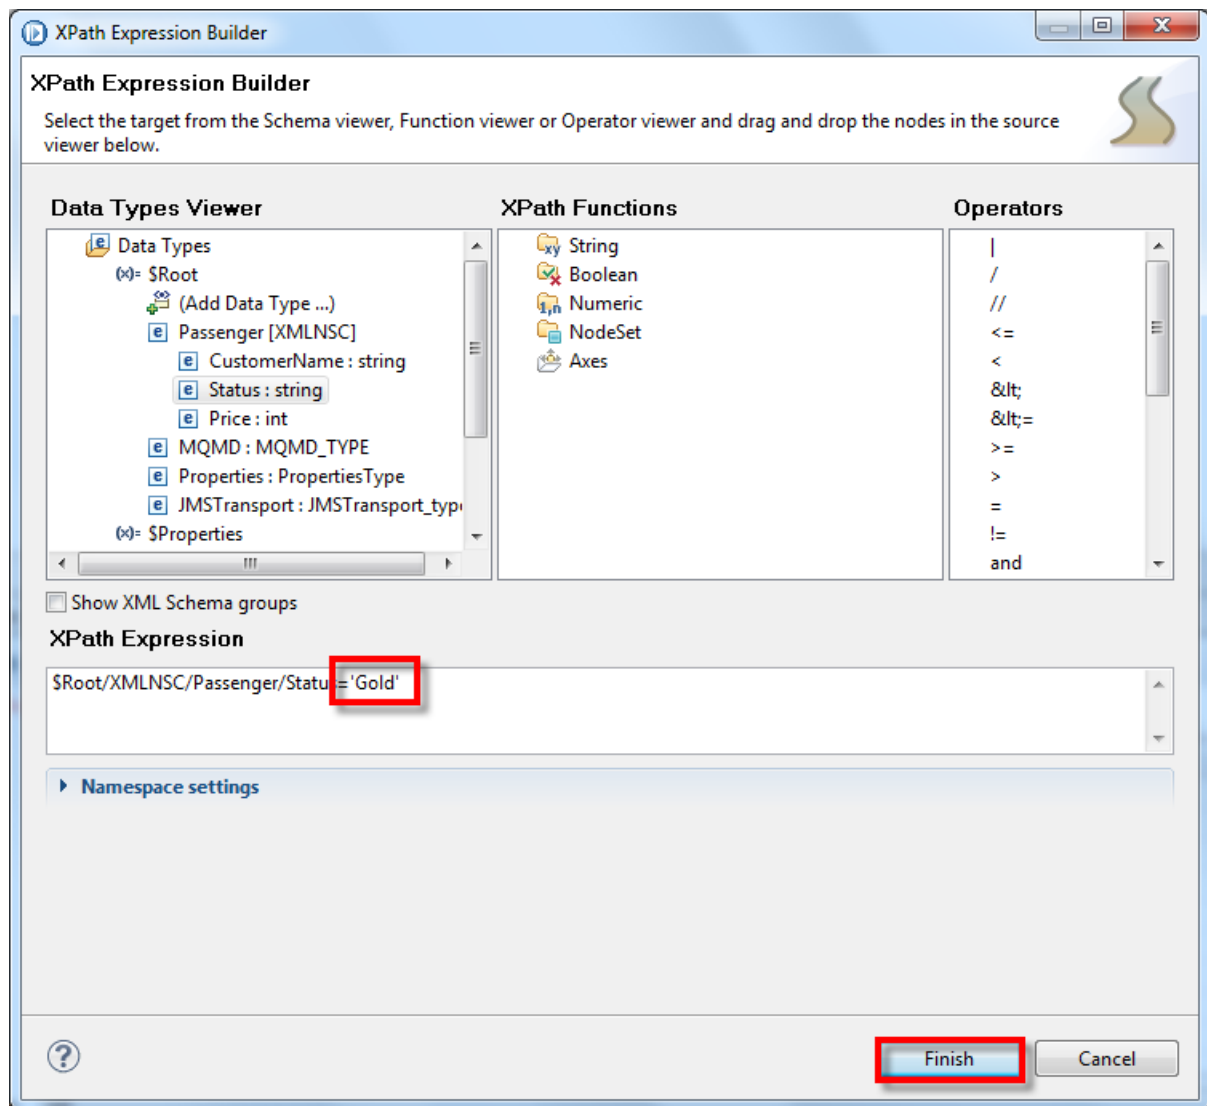 XPath Expression Builder
XPath Expression Builder
Select the target from the Schema viewer, Function viewer or Operator viewer and drag and drop the nodes in the source
viewer below.
Data Types Viewer
Data Types
(x)= $Root
(Add Data Type ...)
Passenger [XMLNSC]
CustomerName : string
Status : string
Price : int
MQMD : MQMD_TYPE
Properties : PropertiesType
JMSTransport : JMSTransport_type
(x)= $Properties
XPath Functions
String
Boolean
Numeric
NodeSet
Axes
Operators
|
/
//
<=
<
&lt;
&lt;=
>=
>
=
!=
and
Show XML Schema groups
XPath Expression
$Root/XMLNSC/Passenger/Status='Gold'
Namespace settings
?
Finish
Cancel